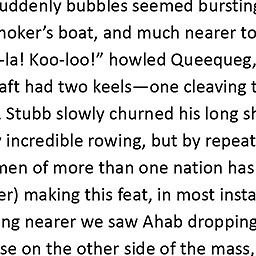 uddenly bubbles seemed bursting
moker’s boat, and much nearer to
-la! Koo-loo!” howled Queequeg,
aft had two keels—one cleaving t
Stubb slowly churned his long sh
incredible rowing, but by repeat
men of more than one nation has
er) making this feat, in most insta
ng nearer we saw Ahab dropping
se on the other side of the mass,